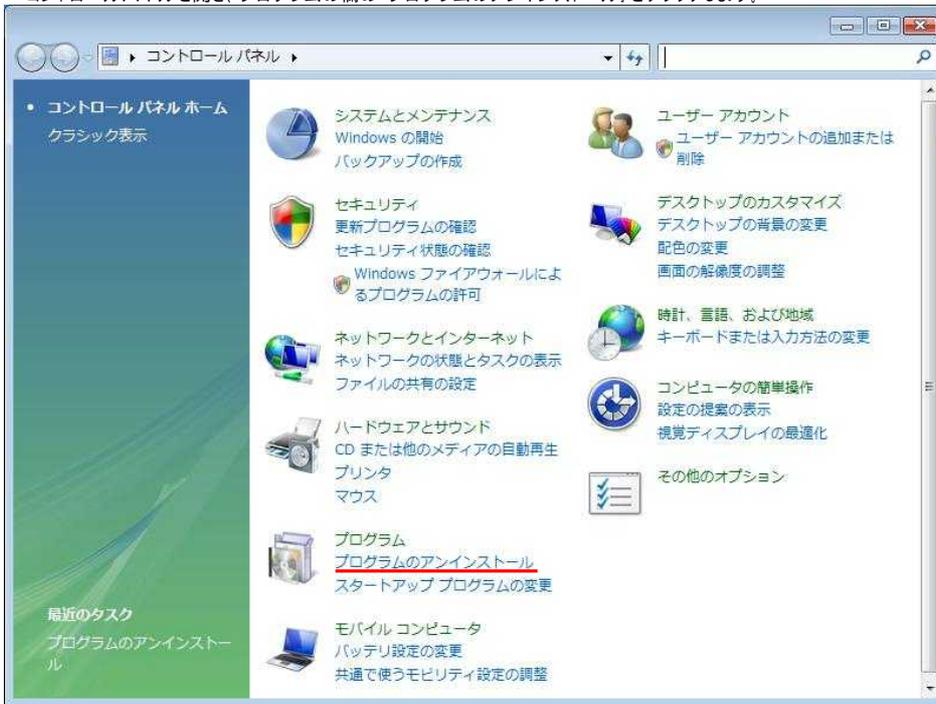 コントロール パネル
• コントロール パネル ホーム
クラシック表示
最近のタスク
プログラムのアンインストー
ル
システムとメンテナンス
Windows の開始
バックアップの作成
セキュリティ
更新プログラムの確認
セキュリティ状態の確認
Windows ファイアウォールによ
るプログラムの許可
ネットワークとインターネット
ネットワークの状態とタスクの表示
ファイルの共有の設定
ハードウェアとサウンド
CD または他のメディアの自動再生
プリンタ
マウス
プログラム
プログラムのアンインストール
スタートアップ プログラムの変更
モバイル コンピュータ
バッテリ設定の変更
共通で使うモビリティ設定の調整
ユーザー アカウント
ユーザー アカウントの追加または
削除
デスクトップのカスタマイズ
デスクトップの背景の変更
配色の変更
画面の解像度の調整
時計、言語、および地域
キーボードまたは入力方法の変更
コンピュータの簡単操作
設定の提案の表示
視覚ディスプレイの最適化
その他のオプション